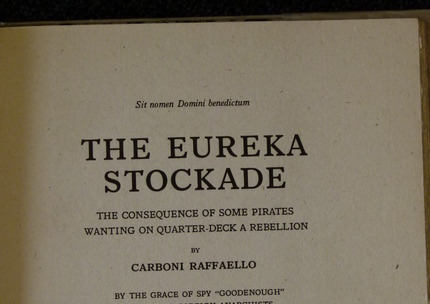 Sit nomen Domini benedictum
THE EUREKA
STOCKADE
THE CONSEQUENCE OF SOME PIRATES
WANTING ON QUARTER-DECK A REBELLION
BY
CARBONI RAFFAELLO
BY THE GRACE OF SPY "GOODENOUGH"
ANARCHISTS